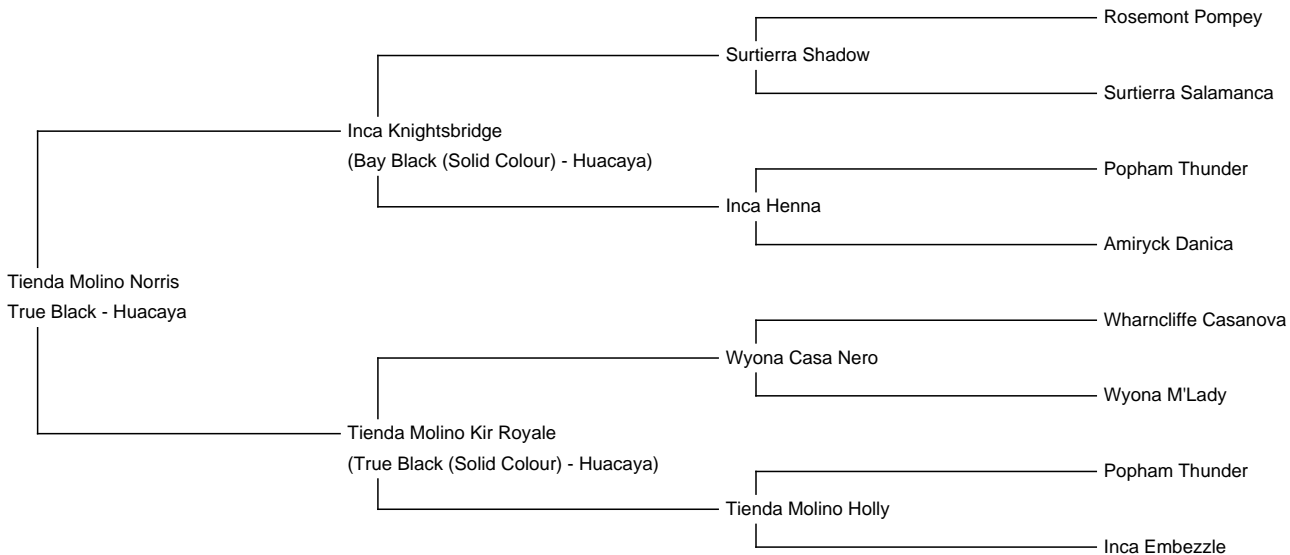 Rosemont Pompey
Surtierra Shadow
Surtierra Salamanca
Inca Knightsbridge
(Bay Black (Solid Colour) - Huacaya)
Popham Thunder
Inca Henna
Amiryck Danica
Tienda Molino Norris
True Black - Huacaya
Wharncliffe Casanova
Wyona Casa Nero
Wyona M'Lady
Tienda Molino Kir Royale
(True Black (Solid Colour) - Huacaya)
Popham Thunder
Tienda Molino Holly
Inca Embezzle